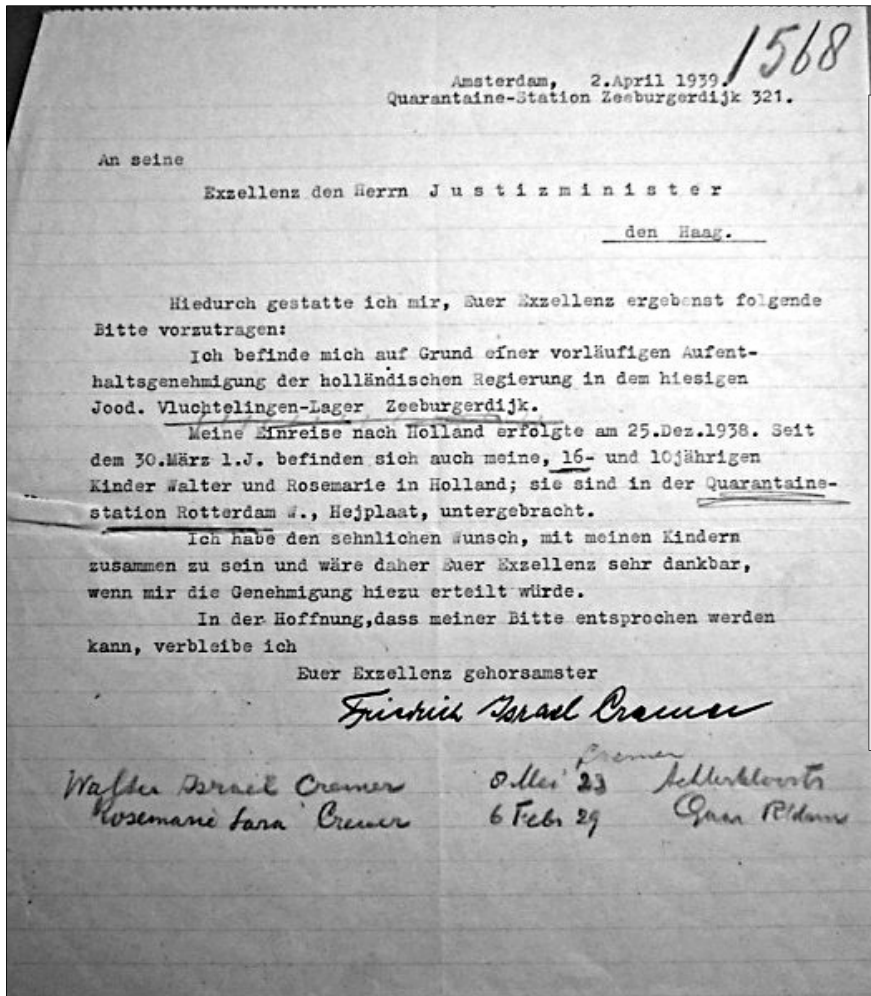 1568
Amsterdam, 2.April 1939.
Quarantaine-Station Zeeburgerdijk 321.
An seine
Exzellenz den Herrn J u s t i z m i n i s t e r
den Haag.
Hiedurch gestatte ich mir, Euer Exzellenz ergebenst folgende
Bitte vorzutragen:
Ich befinde mich auf Grund einer vorläufigen Aufent-
haltsgenehmigung der holländischen Regierung in dem hiesigen
Jood. Vluchtelingen-Lager Zeeburgerdijk.
Meine Einreise nach Holland erfolgte am 25.Dez.1938. Seit
dem 30.März l.J. befinden sich auch meine, 16- und 10jährigen
Kinder Walter und Rosemarie in Holland; sie sind in der Quarantaine-
station Rotterdam W., Hejplaat, untergebracht.
Ich habe den sehnlichen Wunsch, mit meinen Kindern
zusammen zu sein und wäre daher Euer Exzellenz sehr dankbar,
wenn mir die Genehmigung hiezu erteilt würde.
In der Hoffnung,dass meiner Bitte entsprochen werden
kann, verbleibe ich
Euer Exzellenz gehorsamster
Friedrich Israel Cremer
Cremer
Walter Israel Cremer 8 Mei 23
Rosemarie Sara Cremer 6 Febr 29 R'dam